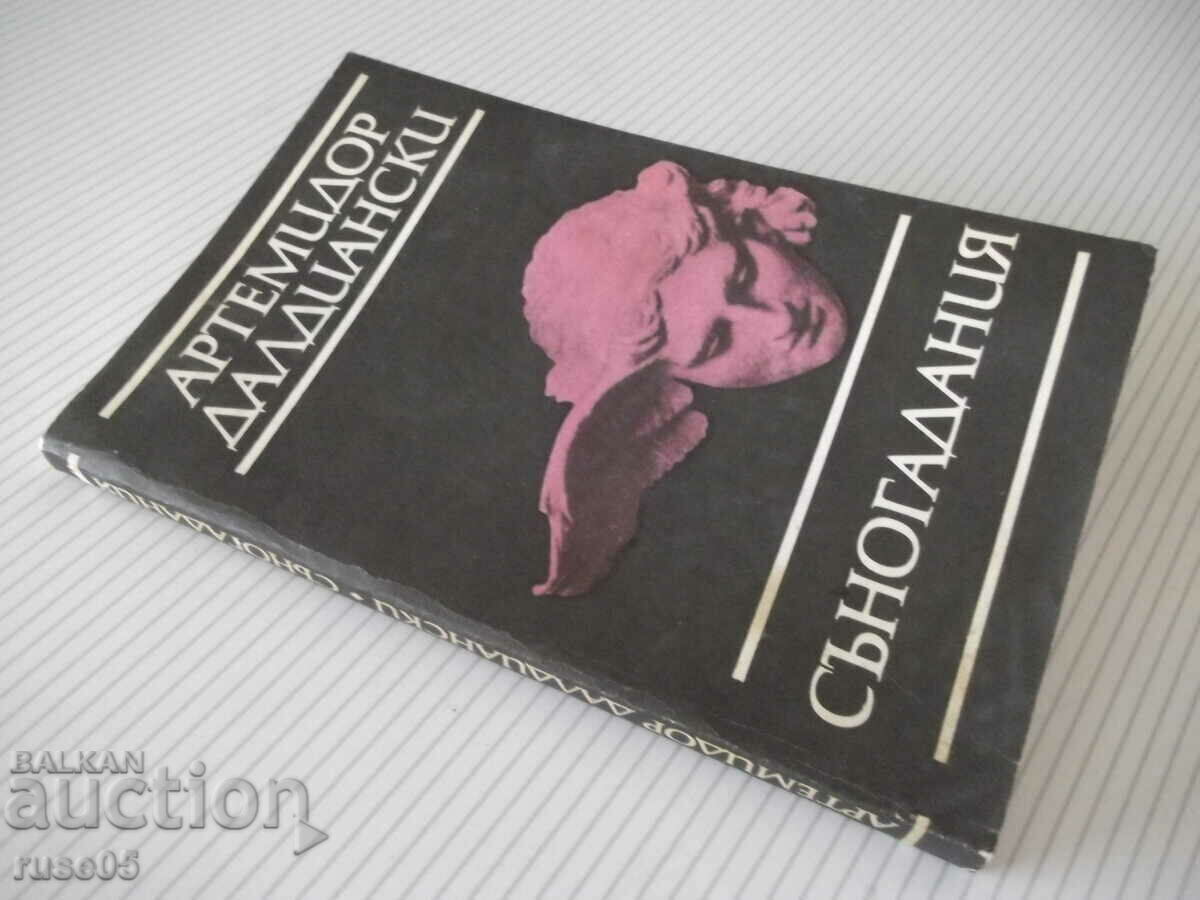 АРТЕМИДОР
ДАЛДИАНСКИ
СЪНОГАДАНИЯ
АРТЕМИДОР ДАЛДИАНСКИ • СЪНОГАДАНИЯ
BALKAN
auction
ruse05